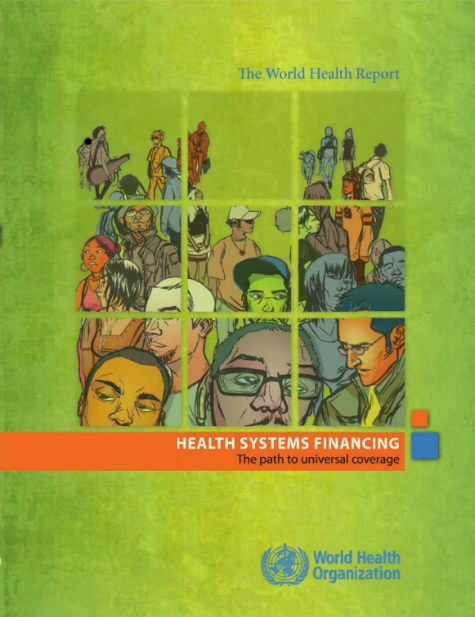 The World Health Report
HEALTH SYSTEMS FINANCING
The path to universal coverage
World Health
Organization